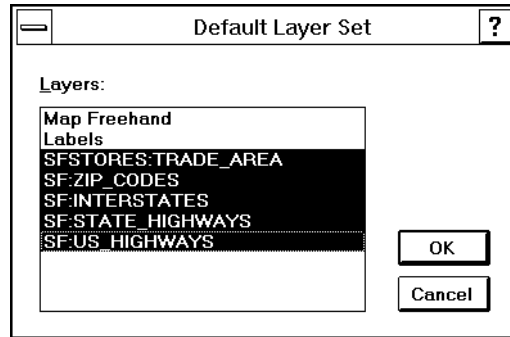 Default Layer Set ?
Layers:
Map Freehand
Labels
SFSTORES:TRADE_AREA
SF:ZIP_CODES
SF:INTERSTATES
SF:STATE_HIGHWAYS
SF:US_HIGHWAYS
OK
Cancel